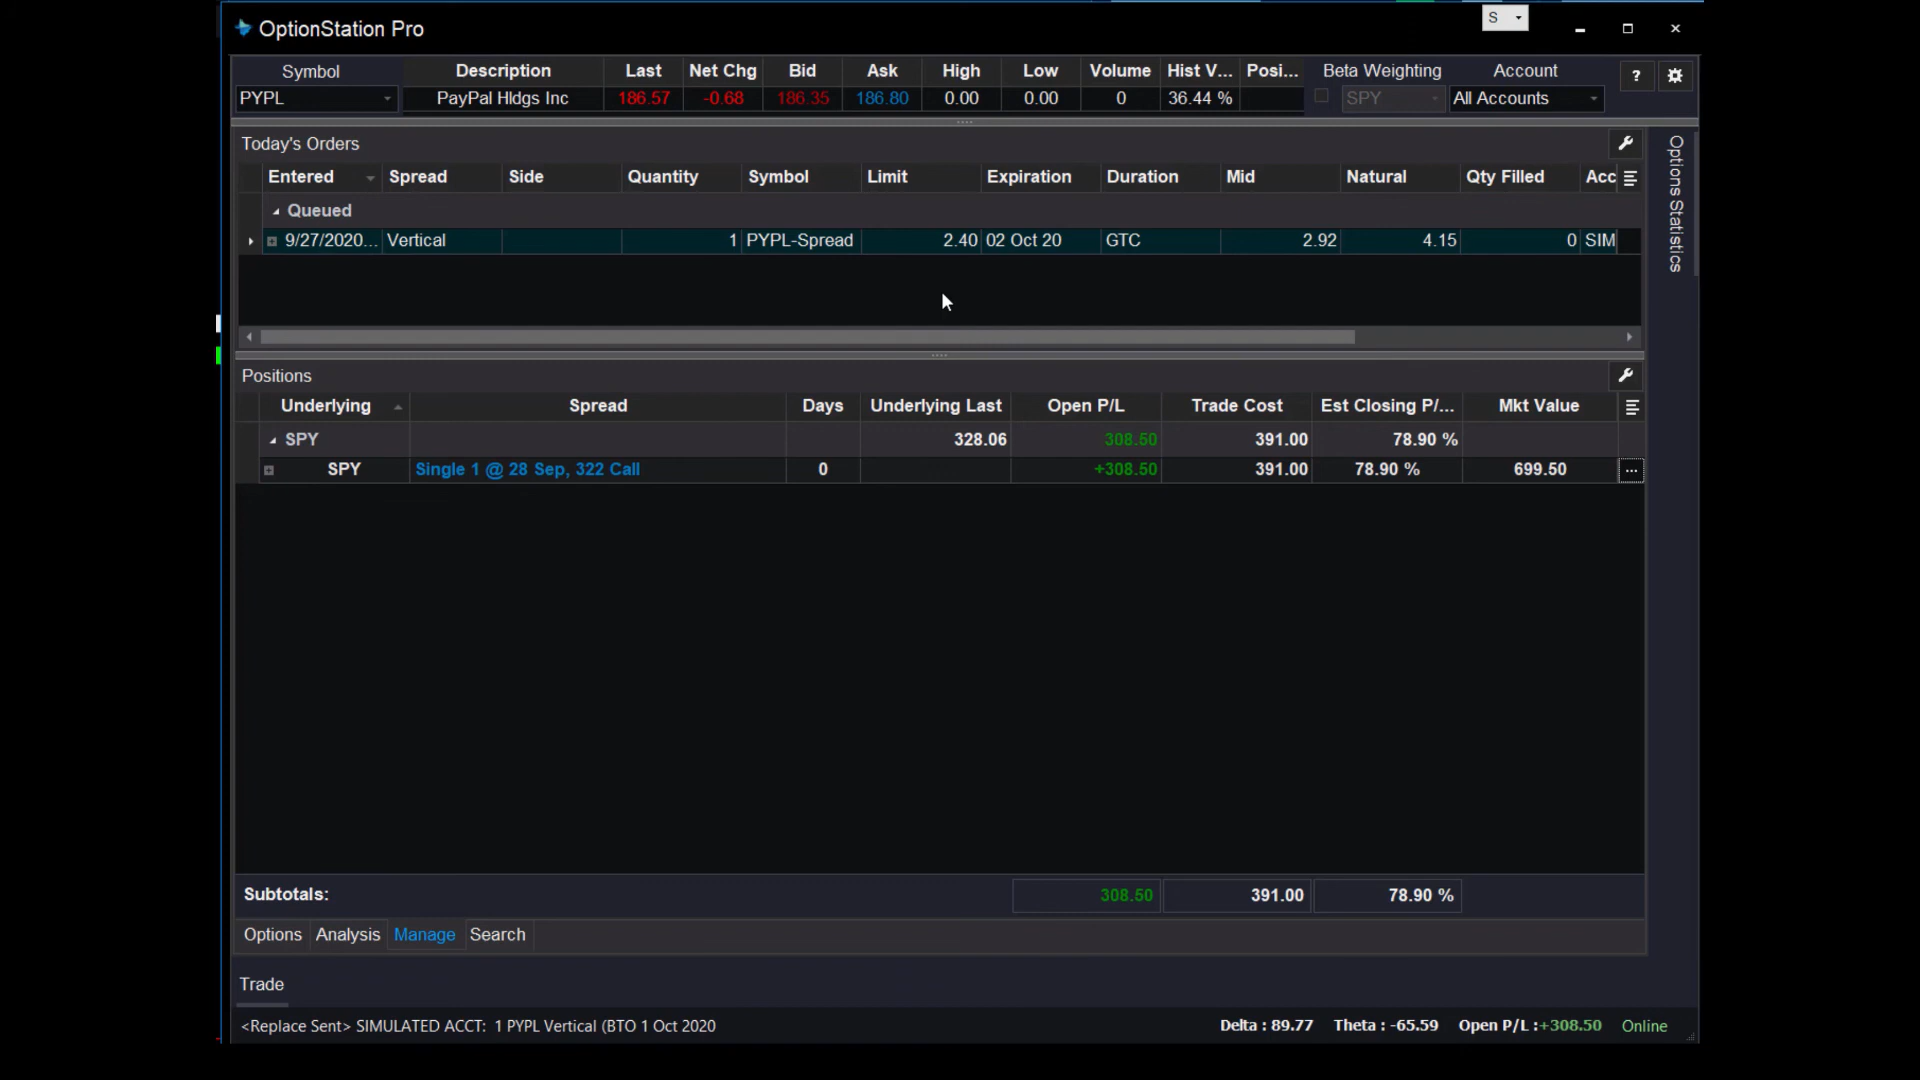 OptionStation Pro
S
Symbol Description Last Net Chg Bid Ask High Low Volume Hist V... Posi... Beta Weighting Account
PYPL PayPal Hldgs Inc 186.57 -0.68 186.35 186.80 0.00 0.00 0 36.44 % SPY All Accounts ?
Today's Orders
Entered Spread Side Quantity Symbol Limit Expiration Duration Mid Natural Qty Filled Acc
Queued
9/27/2020... Vertical 1 PYPL-Spread 2.40 02 Oct 20 GTC 2.92 4.15 0 SIM
Options Statistics
Positions
Underlying Spread Days Underlying Last Open P/L Trade Cost Est Closing P/... Mkt Value
SPY 328.06 308.50 391.00 78.90 %
SPY Single 1 @ 28 Sep, 322 Call 0 +308.50 391.00 78.90 % 699.50 ...
Subtotals: 308.50 391.00 78.90 %
Options Analysis Manage Search
Trade
<Replace Sent> SIMULATED ACCT: 1 PYPL Vertical (BTO 1 Oct 2020 Delta : 89.77 Theta : -65.59 Open P/L :+308.50 Online